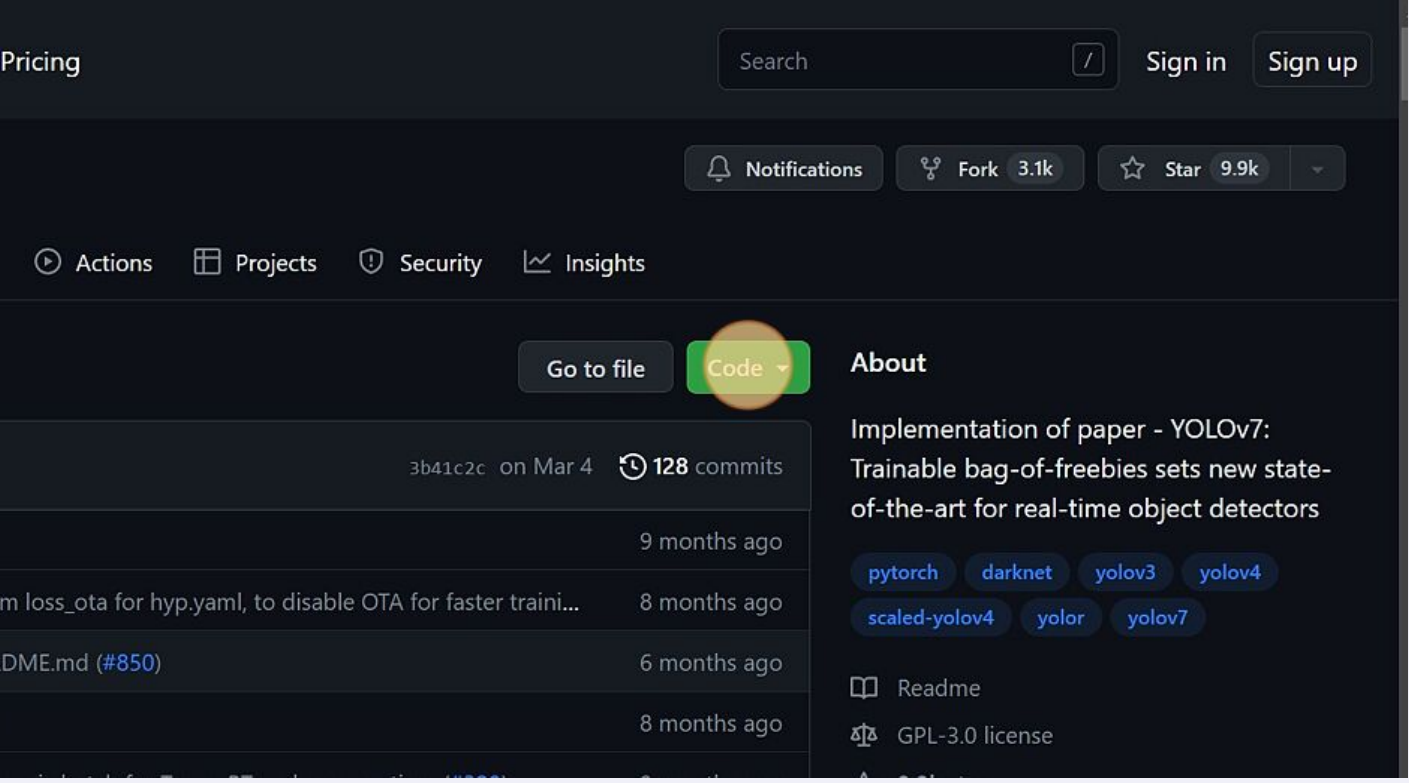 Pricing
Search
/
Sign in
Sign up
Notifications
Fork 3.1k
Star 9.9k
Actions
Projects
Security
Insights
Go to file
Code
3b41c2c on Mar 4
128 commits
9 months ago
m loss_ota for hyp.yaml, to disable OTA for faster traini...
8 months ago
DME.md (#850)
6 months ago
8 months ago
About
Implementation of paper - YOLOv7:
Trainable bag-of-freebies sets new state-
of-the-art for real-time object detectors
pytorch darknet yolov3 yolov4
scaled-yolov4 yolor yolov7
Readme
GPL-3.0 license